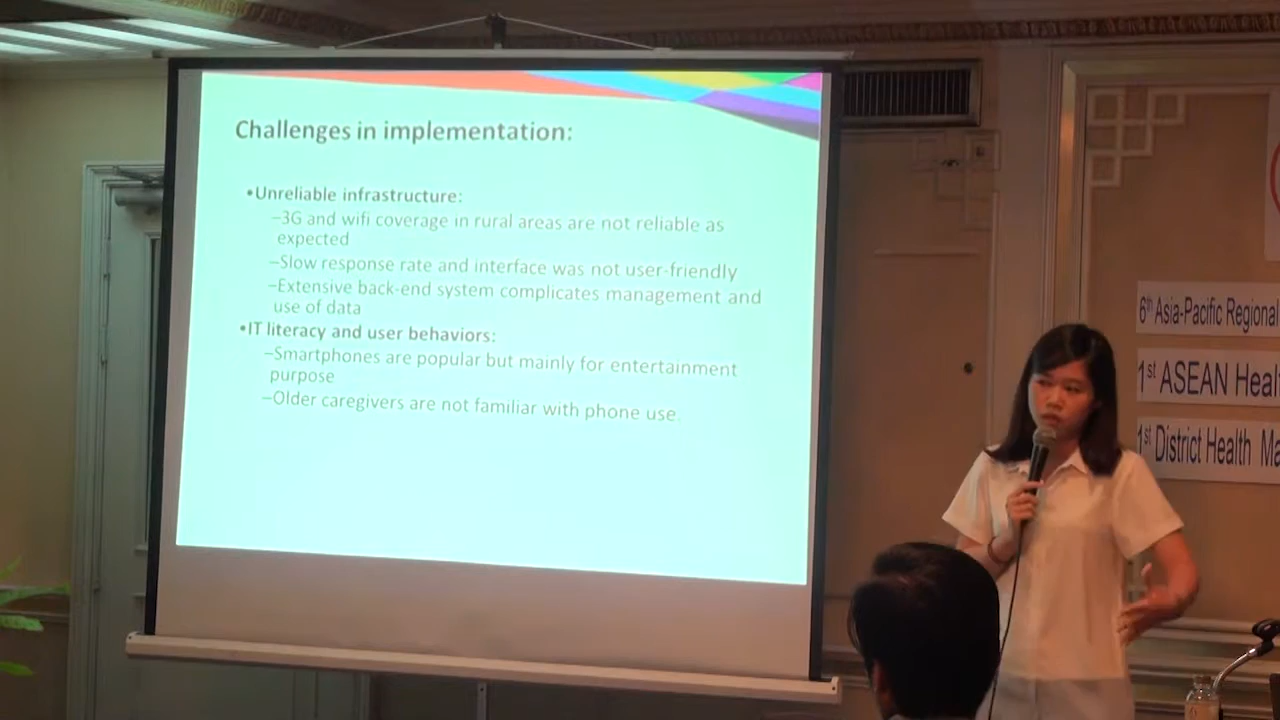 Challenges in implementation:
•Unreliable infrastructure:
–3G and wifi coverage in rural areas are not reliable as
expected
–Slow response rate and interface was not user-friendly
–Extensive back-end system complicates management and
use of data
•IT literacy and user behaviors:
–Smartphones are popular but mainly for entertainment
purpose
–Older caregivers are not familiar with phone use.
6th Asia-Pacific Regional
1st ASEAN Heal
1st District Health Ma